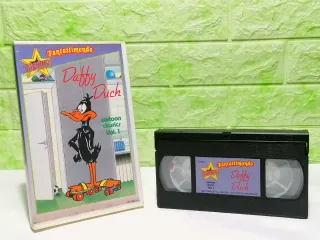 Fantastimondo
Daffy
Duck
cartoon
classics
Vol. 1
Fantastimondo
Daffy
Duck